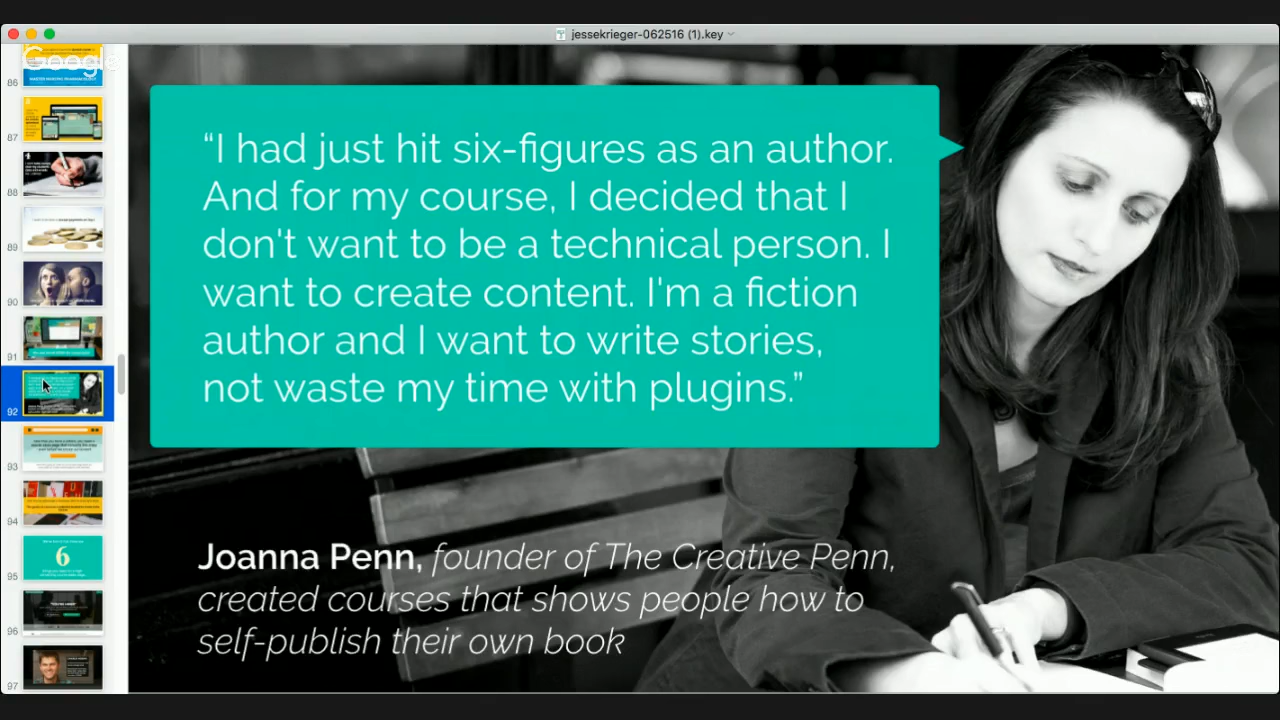 jessekrieger-062516 (1).key
Google
86
87
88
89
90
91
92
93
94
95
6
96
97
“I had just hit six-figures as an author.
And for my course, I decided that I
don't want to be a technical person. I
want to create content. I'm a fiction
author and I want to write stories,
not waste my time with plugins.”
Joanna Penn, founder of The Creative Penn,
created courses that shows people how to
self-publish their own book